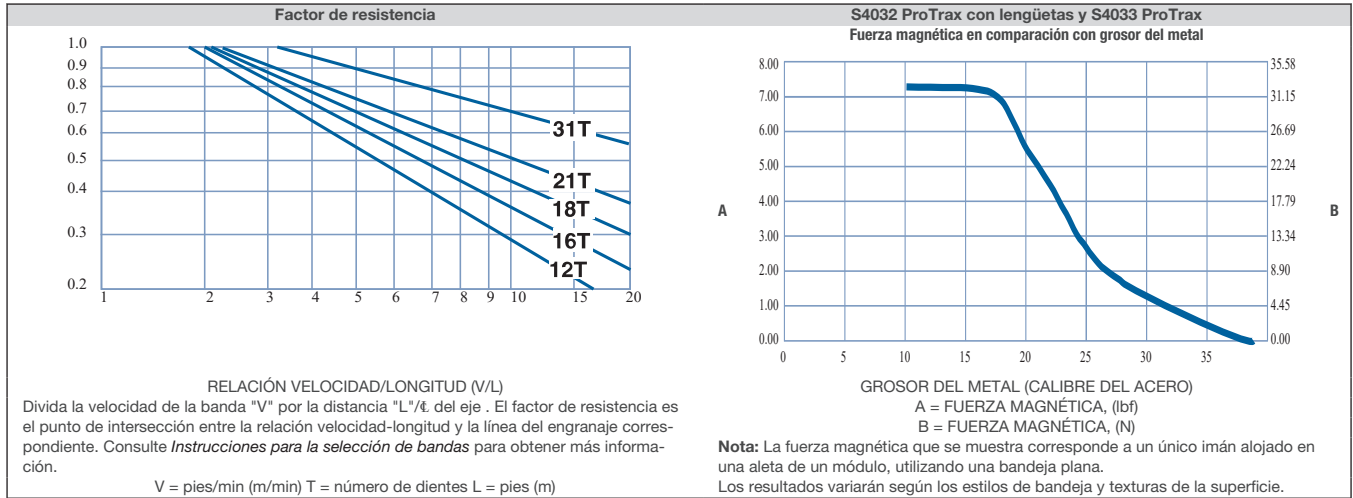 Factor de resistencia
1.0
0.9
0.8
0.7
0.6
0.5
0.4
0.3
0.2
31T
21T
18T
16T
12T
1 2 3 4 5 6 7 8 9 10 15 20
RELACIÓN VELOCIDAD/LONGITUD (V/L)
Divida la velocidad de la banda "V" por la distancia "L"/℄ del eje . El factor de resistencia es
el punto de intersección entre la relación velocidad-longitud y la línea del engranaje corres-
pondiente. Consulte Instrucciones para la selección de bandas para obtener más informa-
ción.
V = pies/min (m/min) T = número de dientes L = pies (m)
S4032 ProTrax con lengüetas y S4033 ProTrax
Fuerza magnética en comparación con grosor del metal
8.00
7.00
6.00
5.00
4.00
3.00
2.00
1.00
0.00
A
35.58
31.15
26.69
22.24
17.79
13.34
8.90
4.45
0.00
B
0 5 10 15 20 25 30 35
GROSOR DEL METAL (CALIBRE DEL ACERO)
A = FUERZA MAGNÉTICA, (lbf)
B = FUERZA MAGNÉTICA, (N)
Nota: La fuerza magnética que se muestra corresponde a un único imán alojado en
una aleta de un módulo, utilizando una bandeja plana.
Los resultados variarán según los estilos de bandeja y texturas de la superficie.